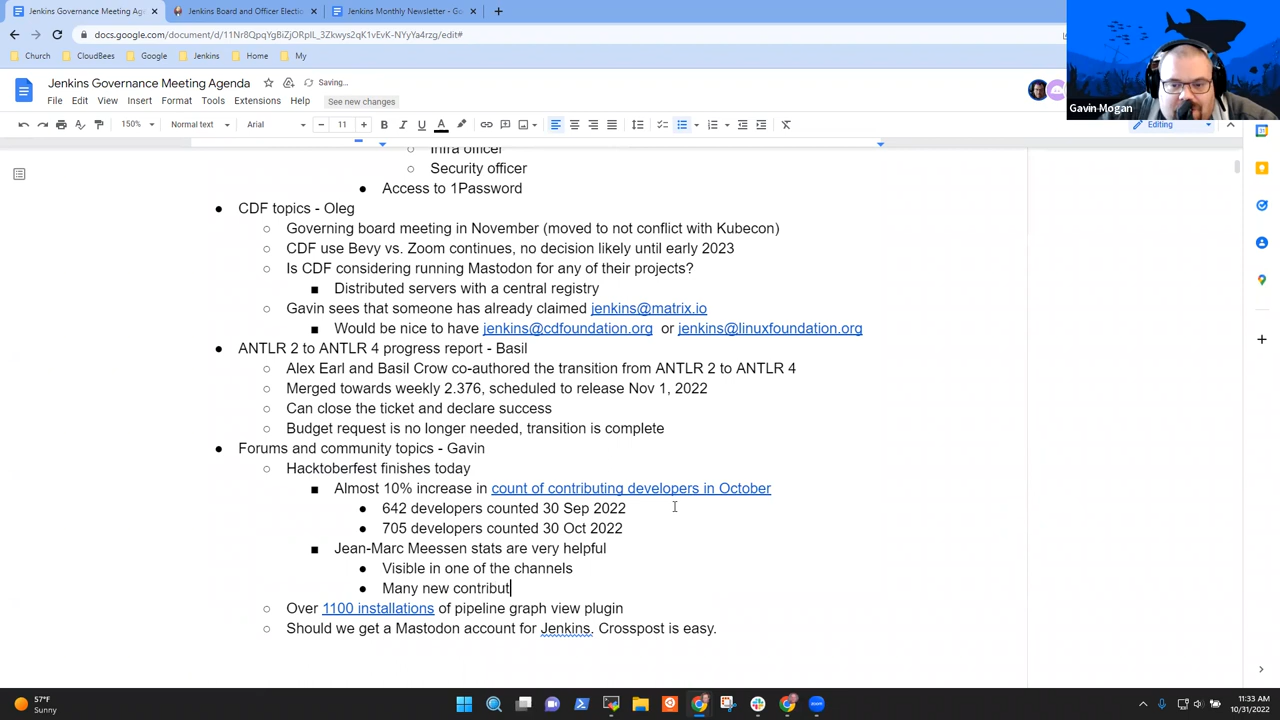 Jenkins Governance Meeting Age
Jenkins Board and Officer Electio
Jenkins Monthly Newsletter - Go
docs.google.com/document/d/11Nr8QpqYgBiZjORpIL_3Zkwys2qK1vEvK-NYyYa4rzg/edit#
Church
CloudBees
Google
Jenkins
Home
My
Jenkins Governance Meeting Agenda
Saving...
File Edit View Insert Format Tools Extensions Help
See new changes
Gavin Mogan
150% Normal text Arial 11
Editing
Infra officer
○ Security officer
● Access to 1Password
● CDF topics - Oleg
○ Governing board meeting in November (moved to not conflict with Kubecon)
○ CDF use Bevy vs. Zoom continues, no decision likely until early 2023
○ Is CDF considering running Mastodon for any of their projects?
■ Distributed servers with a central registry
○ Gavin sees that someone has already claimed jenkins@matrix.io
■ Would be nice to have jenkins@cdfoundation.org or jenkins@linuxfoundation.org
● ANTLR 2 to ANTLR 4 progress report - Basil
○ Alex Earl and Basil Crow co-authored the transition from ANTLR 2 to ANTLR 4
○ Merged towards weekly 2.376, scheduled to release Nov 1, 2022
○ Can close the ticket and declare success
○ Budget request is no longer needed, transition is complete
● Forums and community topics - Gavin
○ Hacktoberfest finishes today
■ Almost 10% increase in count of contributing developers in October
● 642 developers counted 30 Sep 2022
● 705 developers counted 30 Oct 2022
■ Jean-Marc Meessen stats are very helpful
● Visible in one of the channels
● Many new contribut
○ Over 1100 installations of pipeline graph view plugin
○ Should we get a Mastodon account for Jenkins. Crosspost is easy.
57°F
Sunny
11:33 AM
10/31/2022